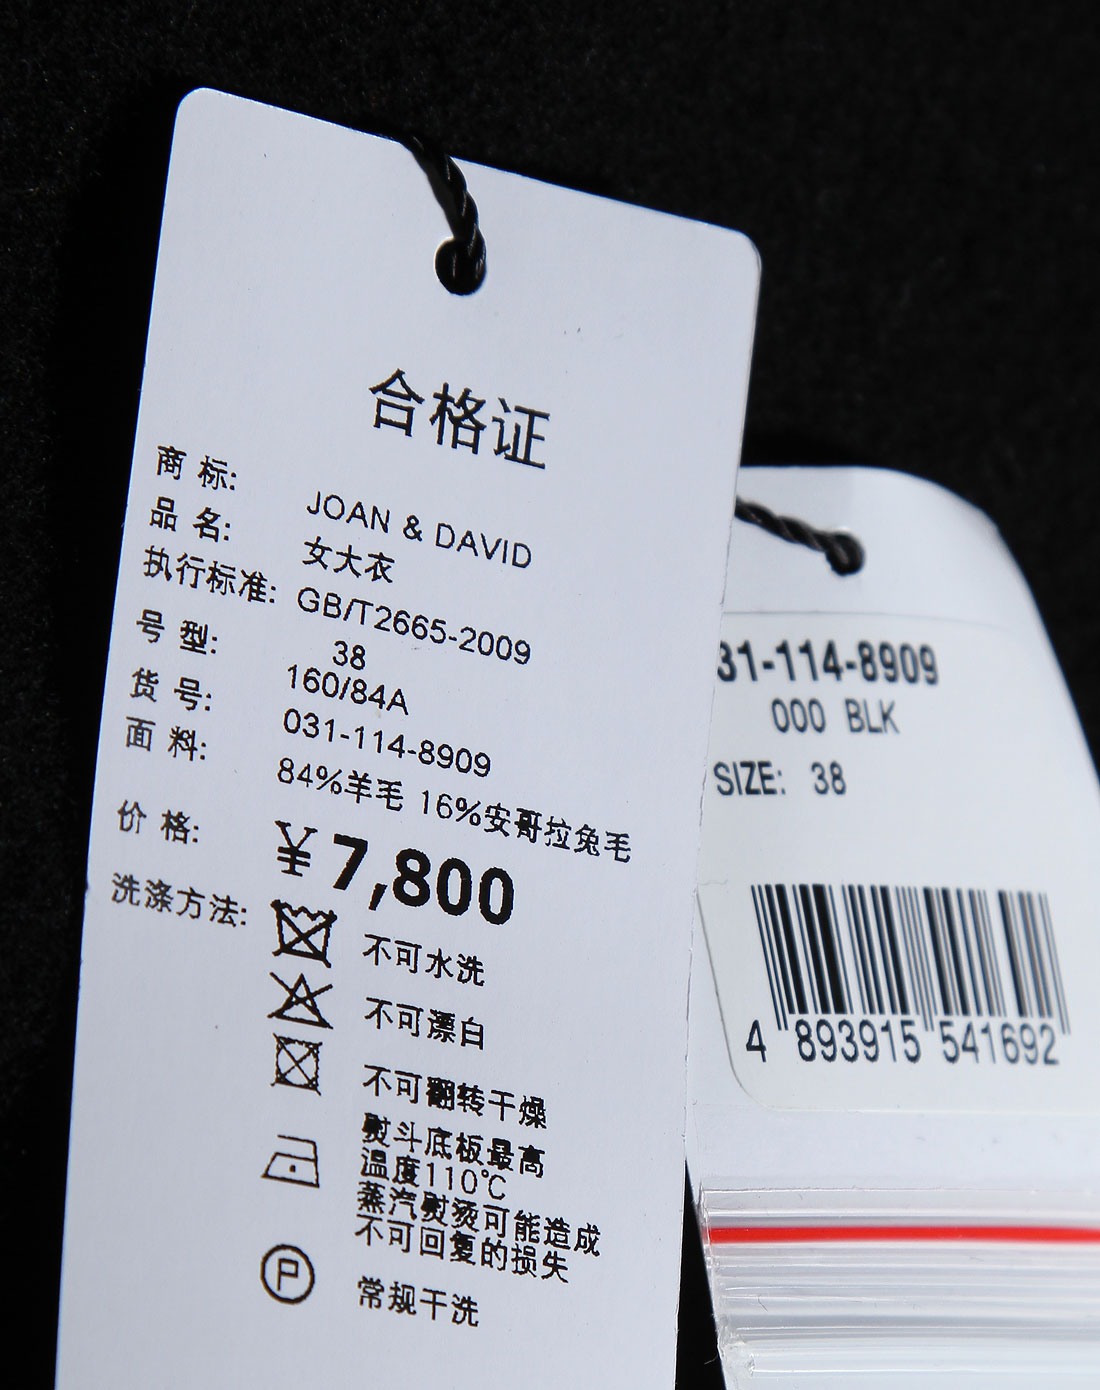 合格证
商 标: JOAN & DAVID
品 名: 女大衣
执行标准: GB/T2665-2009
号 型: 38
160/84A
货 号: 031-114-8909
面 料: 84%羊毛 16%安哥拉兔毛
价 格: ¥7,800
洗涤方法:
不可水洗
不可漂白
不可翻转干燥
熨斗底板最高
温度110℃
蒸汽熨烫可能造成
不可回复的损失
P 常规干洗
31-114-8909
000 BLK
SIZE: 38
4 893915 541692